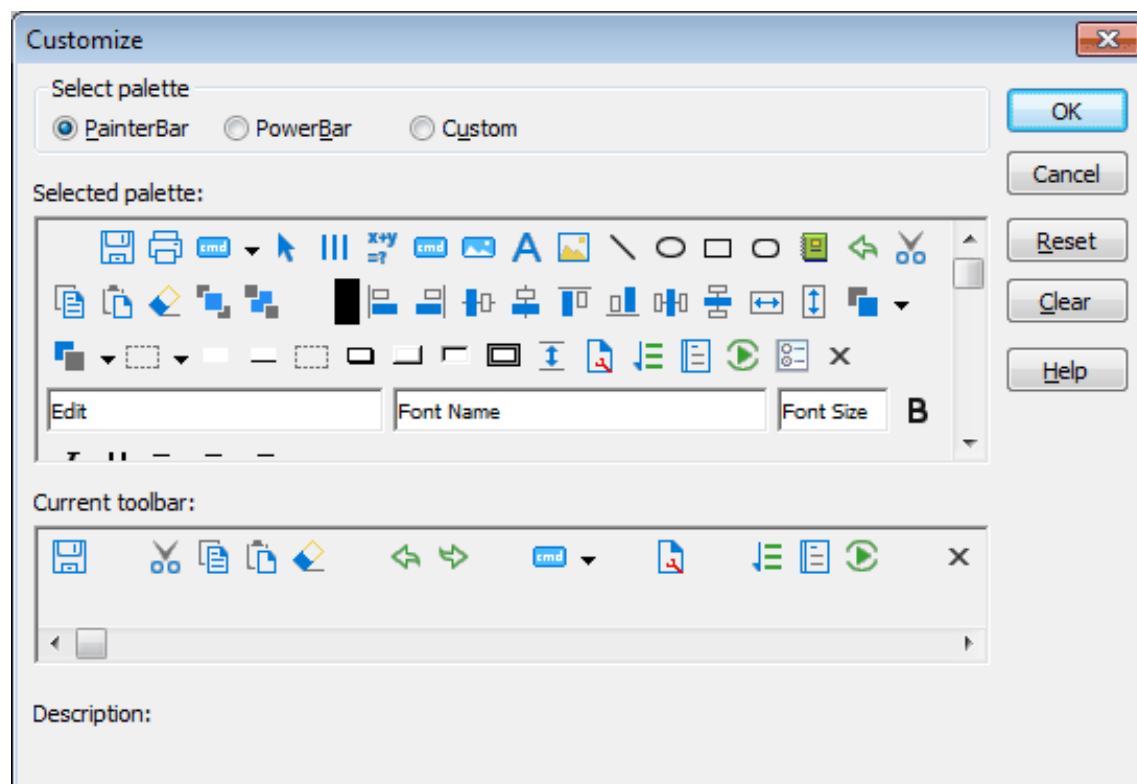 Customize
Select palette
PainterBar PowerBar Custom
OK
Cancel
Selected palette:
cmd x+y =? cmd A
Reset
Clear
Help
Edit Font Name Font Size B
Current toolbar:
cmd
Description: